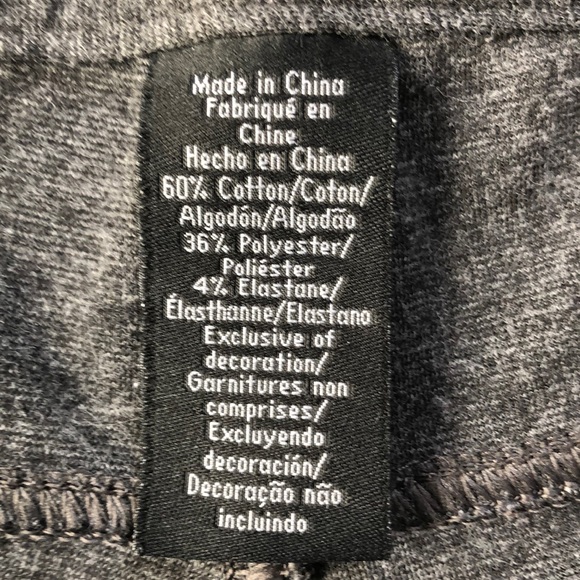 Made in China
Fabriqué en
Chine
Hecho en China
60% Cotton/Coton/
Algodón/Algodão
36% Polyester/
Poliéster
4% Elastane/
Élasthanne/Elastano
Exclusive of
decoration/
Garnitures non
comprises/
Excluyendo
decoración/
Decoração não
incluindo